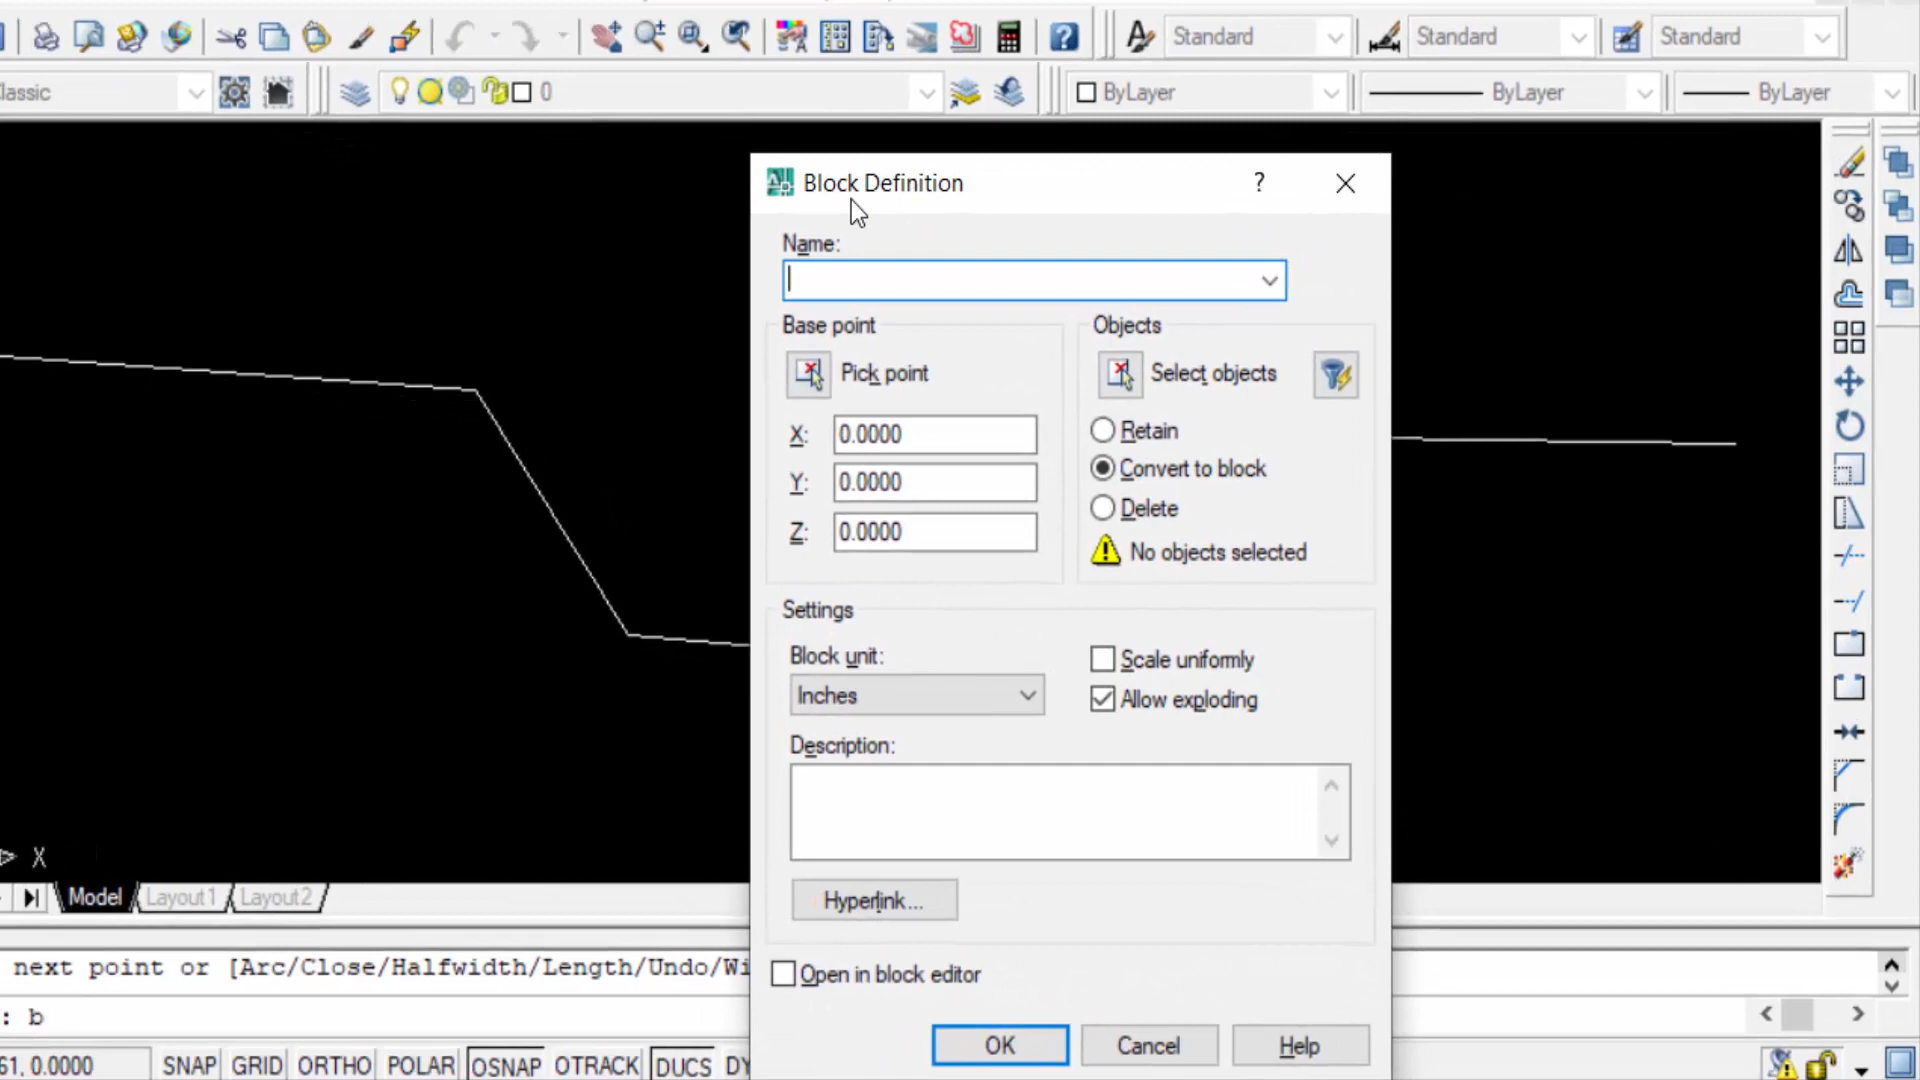 Standard
Standard
Standard
lassic
0
ByLayer
ByLayer
ByLayer
Block Definition
?
Name:
Base point
Objects
Pick point
Select objects
X: 0.0000
Retain
Y: 0.0000
Convert to block
Z: 0.0000
Delete
No objects selected
Settings
Block unit:
Scale uniformly
Inches
Allow exploding
Description:
X
Model
Layout1
Layout2
Hyperlink...
next point or [Arc/Close/Halfwidth/Length/Undo/Wi
Open in block editor
: b
OK
Cancel
Help
61, 0.0000
SNAP
GRID
ORTHO
POLAR
OSNAP
OTRACK
DUCS
DY